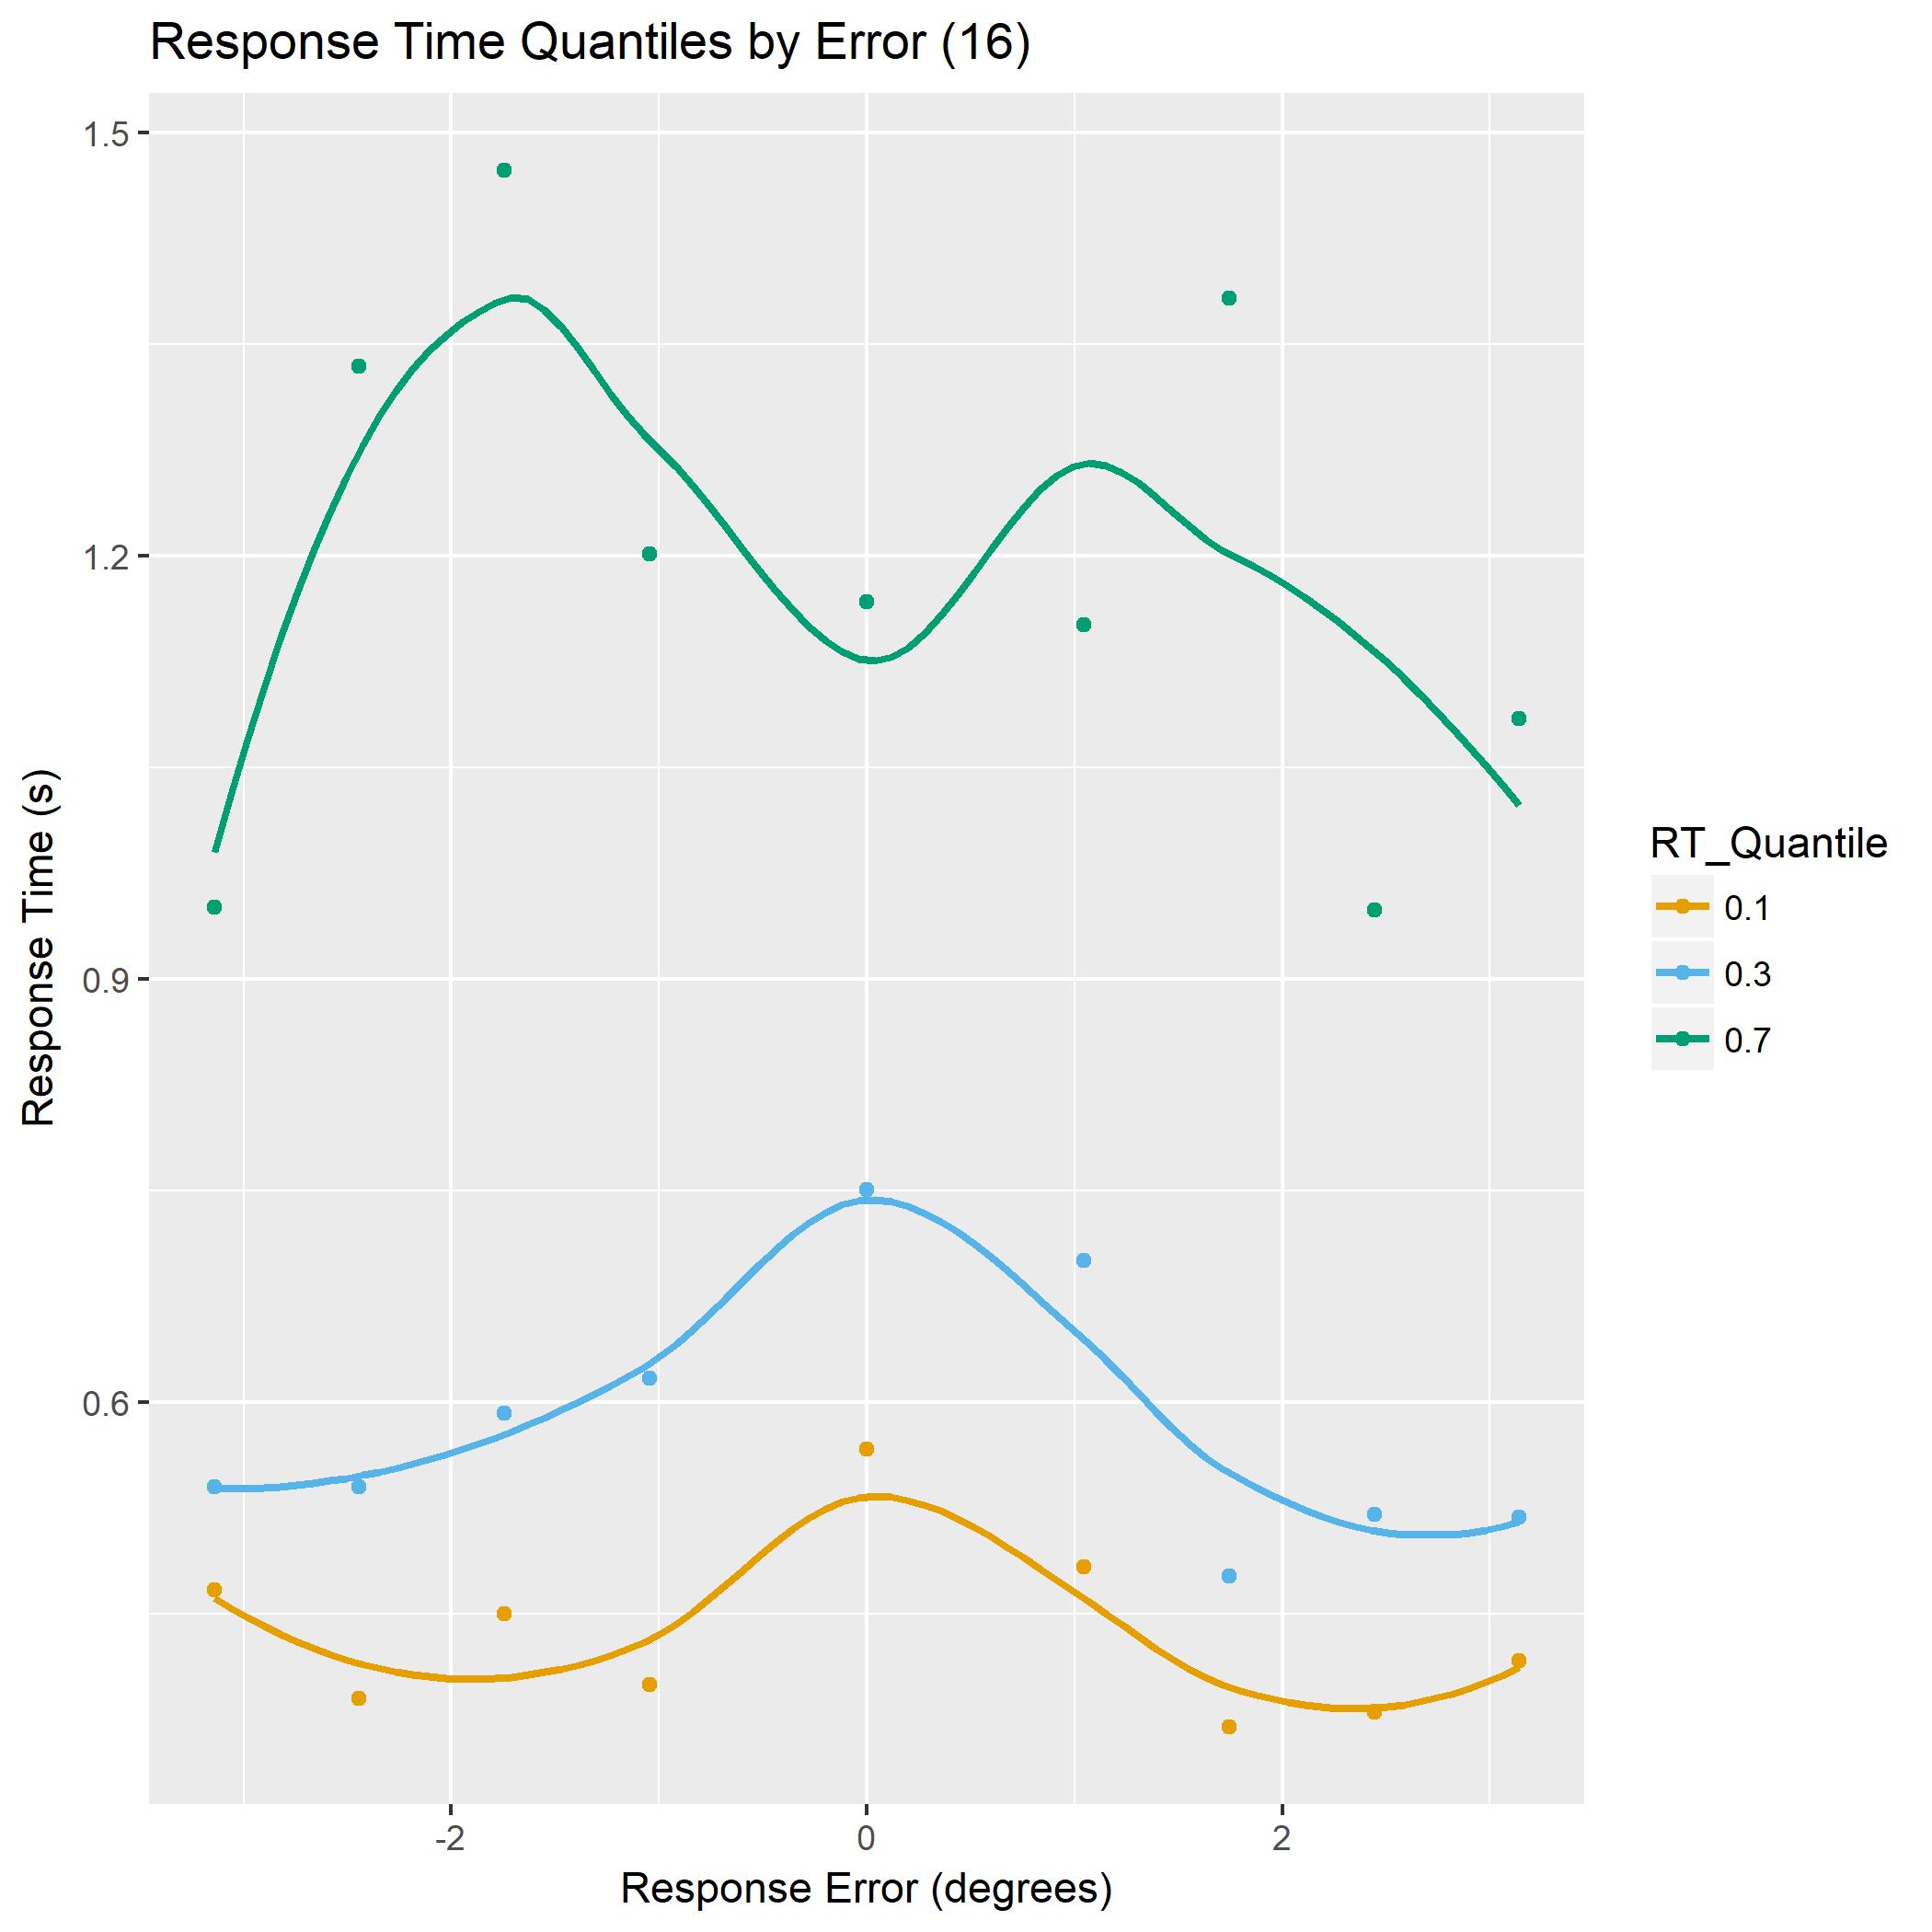 Response Time Quantiles by Error (16)
1.5
1.2
0.9
0.6
Response Time (s)
-2 0 2
Response Error (degrees)
RT_Quantile
0.1
0.3
0.7